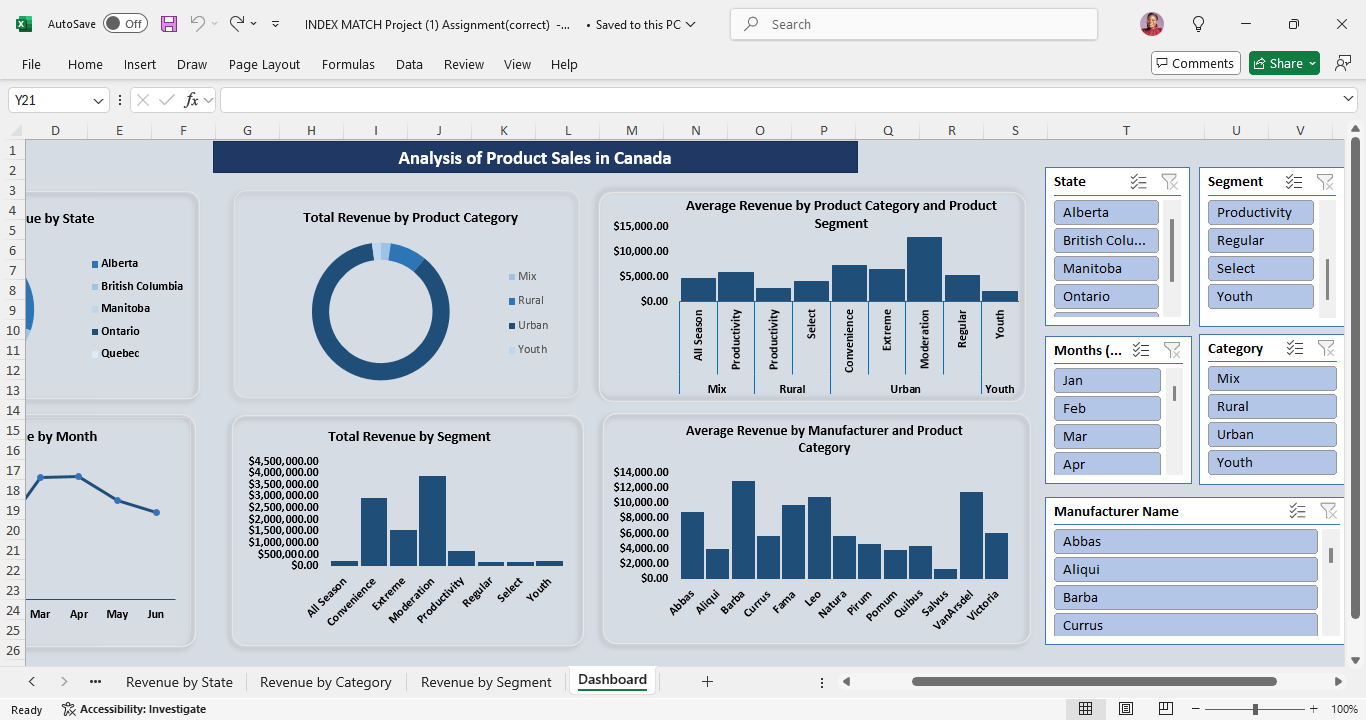 AutoSave
Off
INDEX MATCH Project (1) Assignment(correct) -...
• Saved to this PC
Search
File
Home
Insert
Draw
Page Layout
Formulas
Data
Review
View
Help
Comments
Share
Y21
fx
D E F G H I J K L M N O P Q R S T U V
1
2
3
4
5
6
7
8
9
10
11
12
13
14
15
16
17
18
19
20
21
22
23
24
25
26
Analysis of Product Sales in Canada
ue by State
Alberta
British Columbia
Manitoba
Ontario
Quebec
Total Revenue by Product Category
Mix
Rural
Urban
Youth
Average Revenue by Product Category and Product
Segment
$15,000.00
$10,000.00
$5,000.00
$0.00
All Season
Productivity
Productivity
Select
Convenience
Extreme
Moderation
Regular
Youth
Mix
Rural
Urban
Youth
State
Alberta
British Colu...
Manitoba
Ontario
Segment
Productivity
Regular
Select
Youth
Months (...
Jan
Feb
Mar
Apr
Category
Mix
Rural
Urban
Youth
e by Month
Mar
Apr
May
Jun
Total Revenue by Segment
$4,500,000.00
$4,000,000.00
$3,500,000.00
$3,000,000.00
$2,500,000.00
$2,000,000.00
$1,500,000.00
$1,000,000.00
$500,000.00
$0.00
All Season
Convenience
Extreme
Moderation
Productivity
Regular
Select
Youth
Average Revenue by Manufacturer and Product
Category
$14,000.00
$12,000.00
$10,000.00
$8,000.00
$6,000.00
$4,000.00
$2,000.00
$0.00
Abbas
Aliqui
Barba
Currus
Fama
Leo
Natura
Pirum
Pomum
Quibus
Salvus
VanArsdel
Victoria
Manufacturer Name
Abbas
Aliqui
Barba
Currus
Revenue by State
Revenue by Category
Revenue by Segment
Dashboard
Ready
Accessibility: Investigate
100%